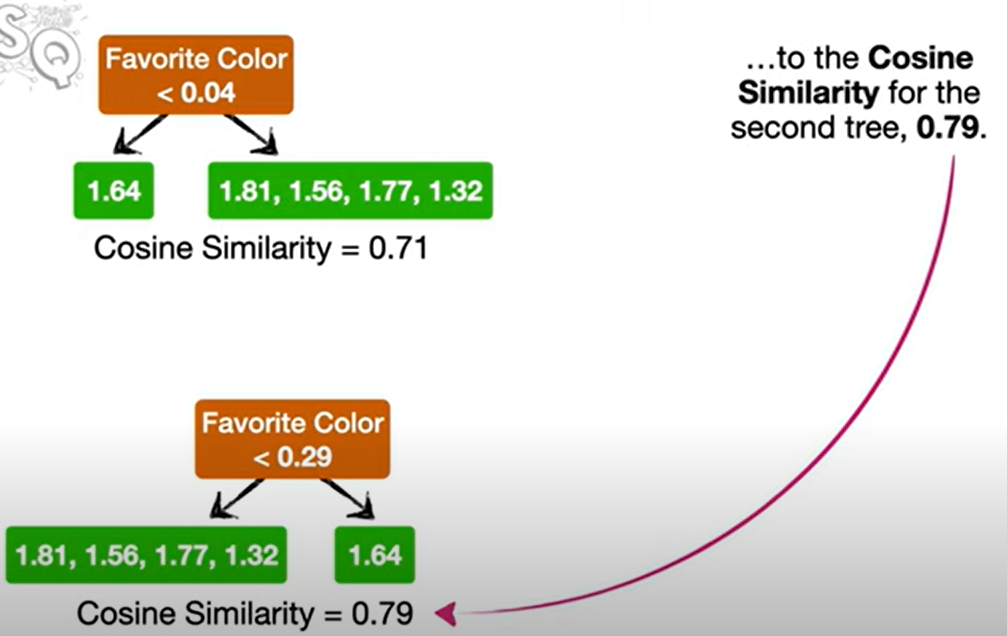 SQ
Favorite Color
< 0.04
…to the Cosine
Similarity for the
second tree, 0.79.
1.64
1.81, 1.56, 1.77, 1.32
Cosine Similarity = 0.71
Favorite Color
< 0.29
1.81, 1.56, 1.77, 1.32
1.64
Cosine Similarity = 0.79